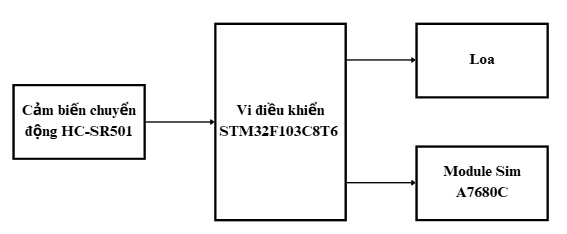 Cảm biến chuyển
động HC-SR501
Vi điều khiển
STM32F103C8T6
Loa
Module Sim
A7680C